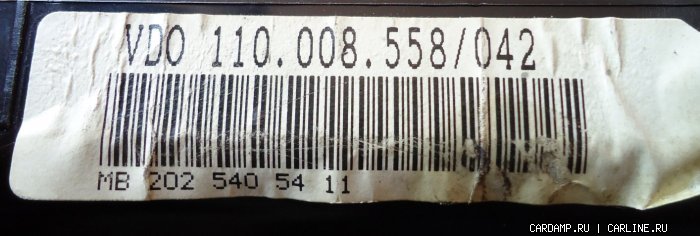 VDO 110.008.558/042
MB 202 540 54 11
CARDAMP.RU | CARLINE.RU